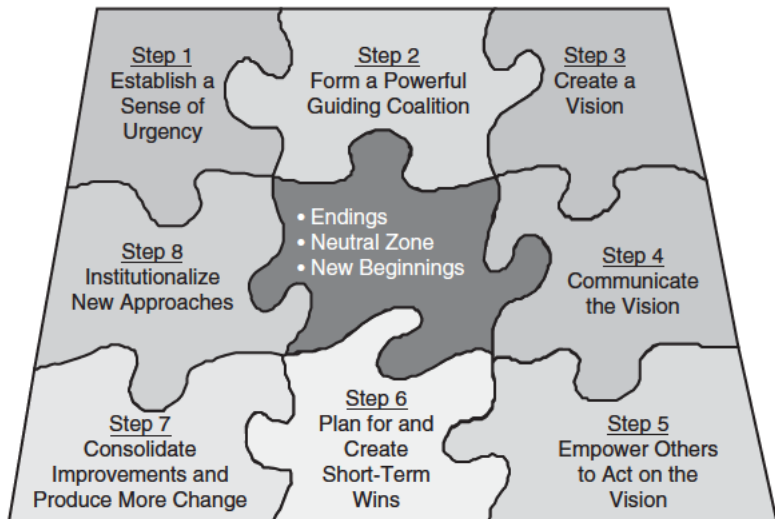 Step 1
Establish a
Sense of
Urgency
Step 2
Form a Powerful
Guiding Coalition
Step 3
Create a
Vision
• Endings
• Neutral Zone
• New Beginnings
Step 8
Institutionalize
New Approaches
Step 4
Communicate
the Vision
Step 7
Consolidate
Improvements and
Produce More Change
Step 6
Plan for and
Create
Short-Term
Wins
Step 5
Empower Others
to Act on the
Vision